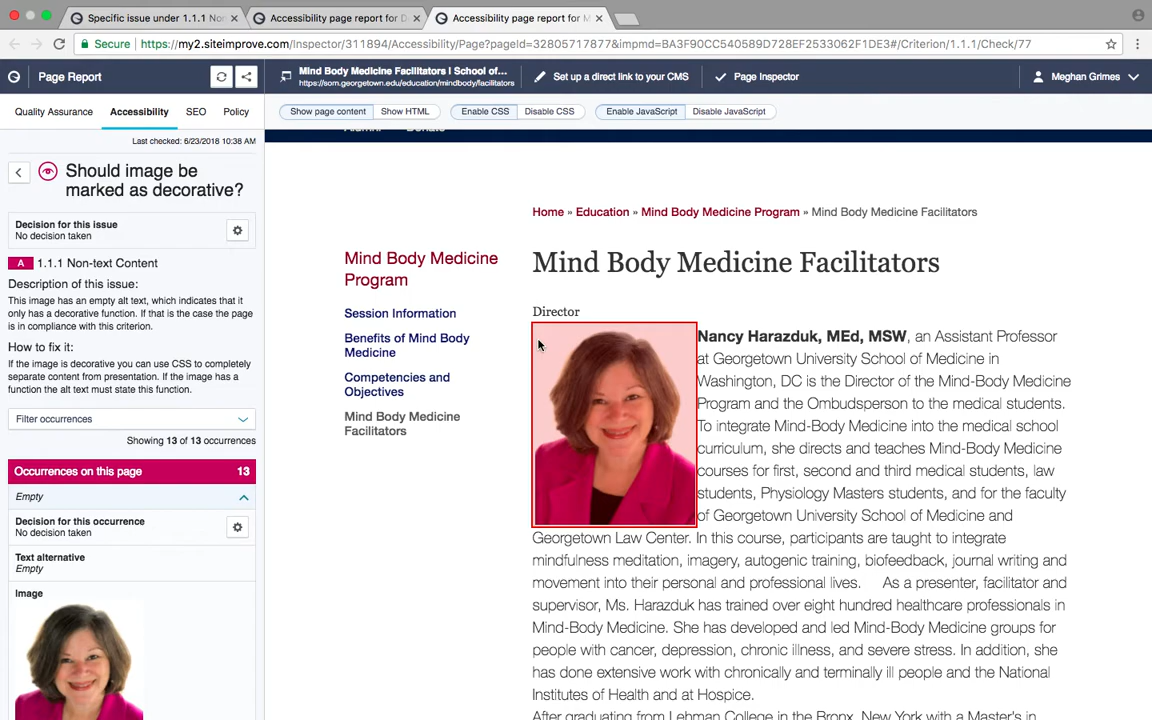 Specific issue under 1.1.1 Non
Accessibility page report for D
Accessibility page report for M
Secure https://my2.siteimprove.com/Inspector/311894/Accessibility/Page?pageId=32805717877&impmd=BA3F90CC540589D728EF2533062F1DE3#/Criterion/1.1.1/Check/77
Page Report
Mind Body Medicine Facilitators | School of...
https://som.georgetown.edu/education/mindbody/facilitators
Set up a direct link to your CMS
Page Inspector
Meghan Grimes
Quality Assurance
Accessibility
SEO
Policy
Show page content
Show HTML
Enable CSS
Disable CSS
Enable JavaScript
Disable JavaScript
Last checked: 6/23/2018 10:38 AM
Should image be
marked as decorative?
Decision for this issue
No decision taken
A 1.1.1 Non-text Content
Description of this issue:
This image has an empty alt text, which indicates that it
only has a decorative function. If that is the case the page
is in compliance with this criterion.
How to fix it:
If the image is decorative you can use CSS to completely
separate content from presentation. If the image has a
function the alt text must state this function.
Filter occurrences
Showing 13 of 13 occurrences
Occurrences on this page 13
Empty
Decision for this occurrence
No decision taken
Text alternative
Empty
Image
Home » Education » Mind Body Medicine Program » Mind Body Medicine Facilitators
Mind Body Medicine
Program
Session Information
Benefits of Mind Body
Medicine
Competencies and
Objectives
Mind Body Medicine
Facilitators
Mind Body Medicine Facilitators
Director
Nancy Harazduk, MEd, MSW, an Assistant Professor
at Georgetown University School of Medicine in
Washington, DC is the Director of the Mind-Body Medicine
Program and the Ombudsperson to the medical students.
To integrate Mind-Body Medicine into the medical school
curriculum, she directs and teaches Mind-Body Medicine
courses for first, second and third medical students, law
students, Physiology Masters students, and for the faculty
of Georgetown University School of Medicine and
Georgetown Law Center. In this course, participants are taught to integrate
mindfulness meditation, imagery, autogenic training, biofeedback, journal writing and
movement into their personal and professional lives. As a presenter, facilitator and
supervisor, Ms. Harazduk has trained over eight hundred healthcare professionals in
Mind-Body Medicine. She has developed and led Mind-Body Medicine groups for
people with cancer, depression, chronic illness, and severe stress. In addition, she
has done extensive work with chronically and terminally ill people and the National
Institutes of Health and at Hospice.
After graduating from Lehman College in the Bronx, New York with a Master's in